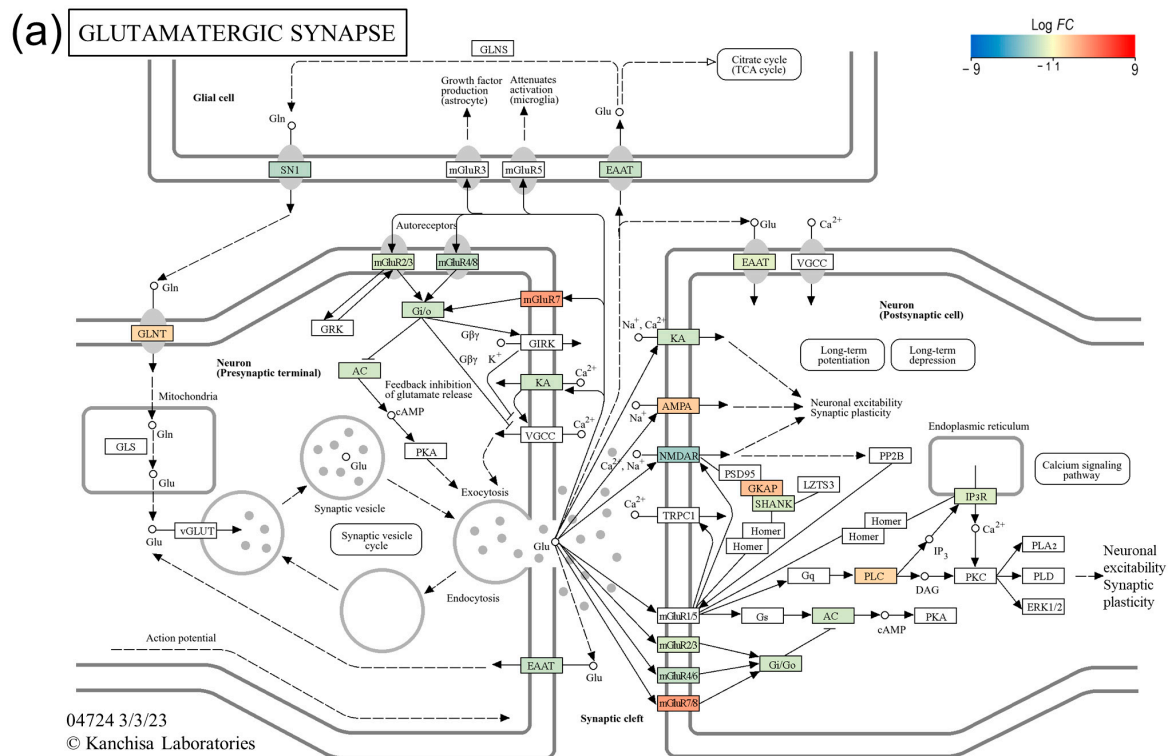 (a) GLUTAMATERGIC SYNAPSE
Log FC
-9
-1 1
9
GLNS
Citrate cycle
(TCA cycle)
Growth factor
production
(astrocyte)
Attenuates
activation
(microglia)
Glu
Glial cell
Gln
SN1
mGluR3
mGluR5
EAAT
Autoreceptors
mGluR2/3
mGluR4/8
Gi/o
mGluR7
GRK
Gβγ
Gβγ
GIRK
K+
Gln
GLNT
Neuron
(Presynaptic terminal)
AC
Feedback inhibition
of glutamate release
KA
Ca2+
cAMP
PKA
VGCC
Ca2+
Mitochondria
Gln
GLS
Glu
Glu
Synaptic vesicle
Exocytosis
Glu
vGLUT
Synaptic vesicle
cycle
Glu
Endocytosis
Action potential
EAAT
Glu
Synaptic cleft
Glu
Ca2+
EAAT
VGCC
Neuron
(Postsynaptic cell)
Na+, Ca2+
KA
Long-term
potentiation
Long-term
depression
AMPA
Na+
Neuronal excitability
Synaptic plasticity
Ca2+, Na+
NMDAR
PSD95
GKAP
SHANK
LZTS3
Homer
Homer
PP2B
Endoplasmic reticulum
Calcium signaling
pathway
IP3R
Ca2+
TRPC1
Ca2+
Homer
Homer
IP3
Gq
PLC
DAG
PKC
PLA2
PLD
ERK1/2
Neuronal
excitability
Synaptic
plasticity
mGluR1/5
Gs
AC
cAMP
PKA
mGluR2/3
mGluR4/6
Gi/Go
mGluR7/8
04724 3/3/23
© Kanchisa Laboratories